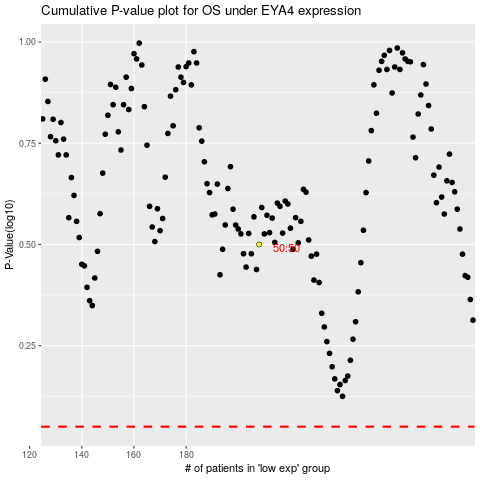 Cumulative P-value plot for OS under EYA4 expression
P-Value(log10)
1.00
0.75
0.50
0.25
50:50
120 140 160 180
# of patients in 'low exp' group